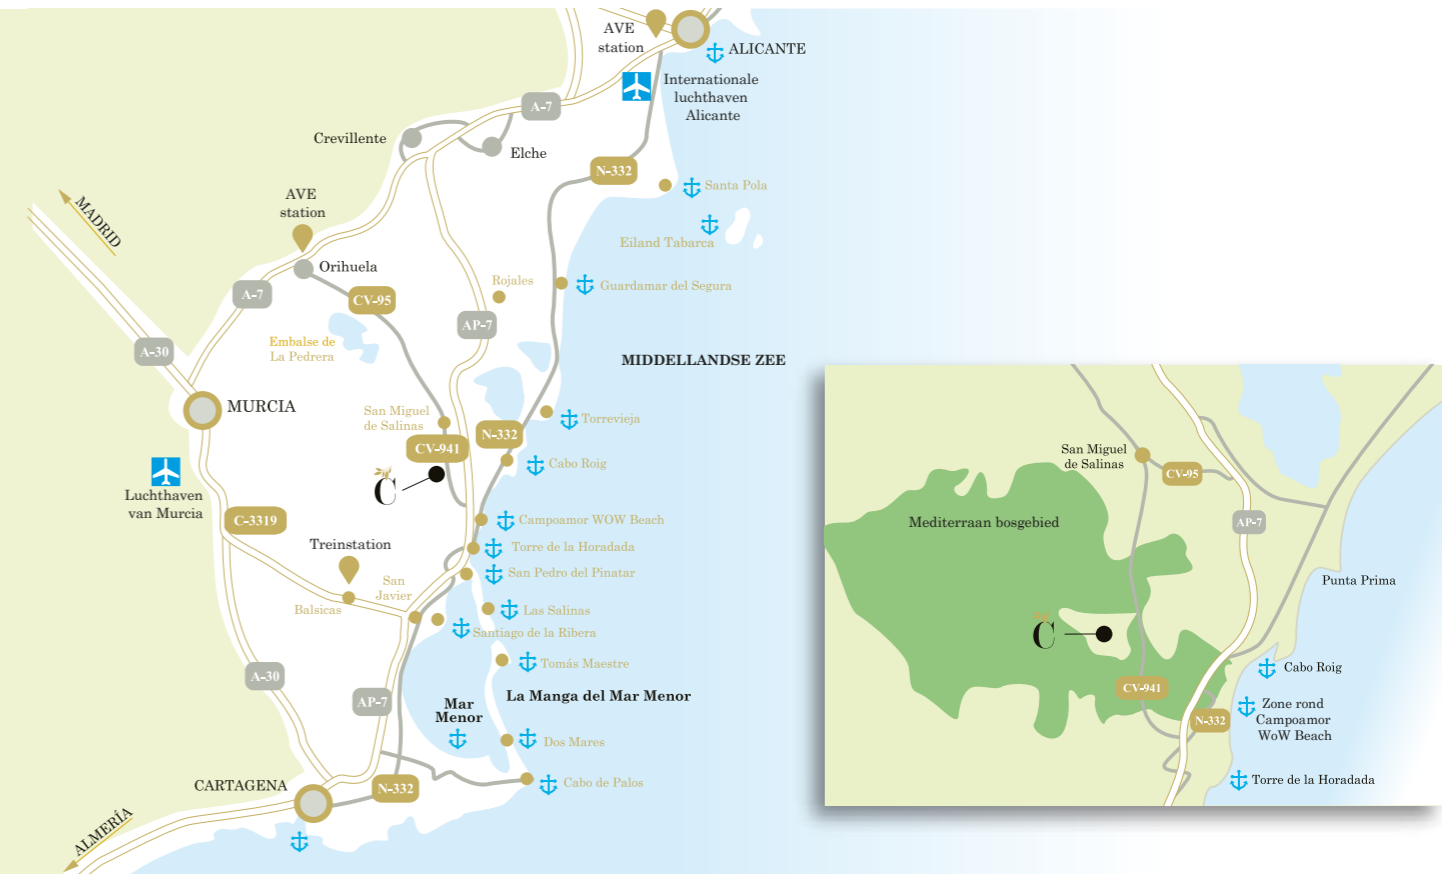 AVE
station
ALICANTE
Internationale
luchthaven
Alicante
A-7
Crevillente
Elche
N-332
Santa Pola
MADRID
AVE
station
Eiland Tabarca
Orihuela
Rojales
Guardamar del Segura
A-7
CV-95
AP-7
Embalse de
La Pedrera
A-30
MIDDELLANDSE ZEE
MURCIA
San Miguel
de Salinas
Torrevieja
N-332
CV-941
Cabo Roig
C
Luchthaven
van Murcia
C-3319
Campoamor WOW Beach
Treinstation
Torre de la Horadada
San Pedro del Pinatar
San
Javier
Balsicas
Las Salinas
Santiago de la Ribera
Tomás Maestre
A-30
AP-7
La Manga del Mar Menor
Mar
Menor
Dos Mares
CARTAGENA
N-332
Cabo de Palos
ALMERÍA
San Miguel
de Salinas
CV-95
Mediterraan bosgebied
AP-7
Punta Prima
C
Cabo Roig
CV-941
Zone rond
Campoamor
WoW Beach
N-332
Torre de la Horadada